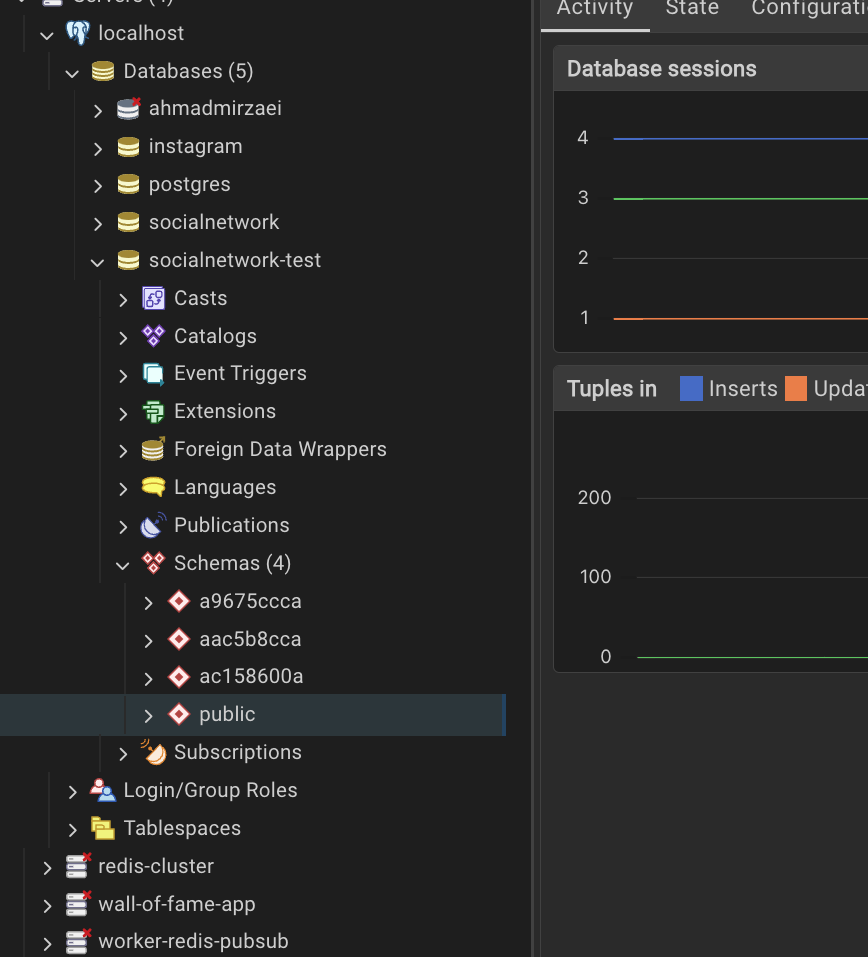 Servers (4)
localhost
Databases (5)
ahmadmirzaei
instagram
postgres
socialnetwork
socialnetwork-test
Casts
Catalogs
Event Triggers
Extensions
Foreign Data Wrappers
Languages
Publications
Schemas (4)
a9675ccca
aac5b8cca
ac158600a
public
Subscriptions
Login/Group Roles
Tablespaces
redis-cluster
wall-of-fame-app
worker-redis-pubsub
Activity State Configurati
Database sessions
4
3
2
1
Tuples in Inserts Updat
200
100
0